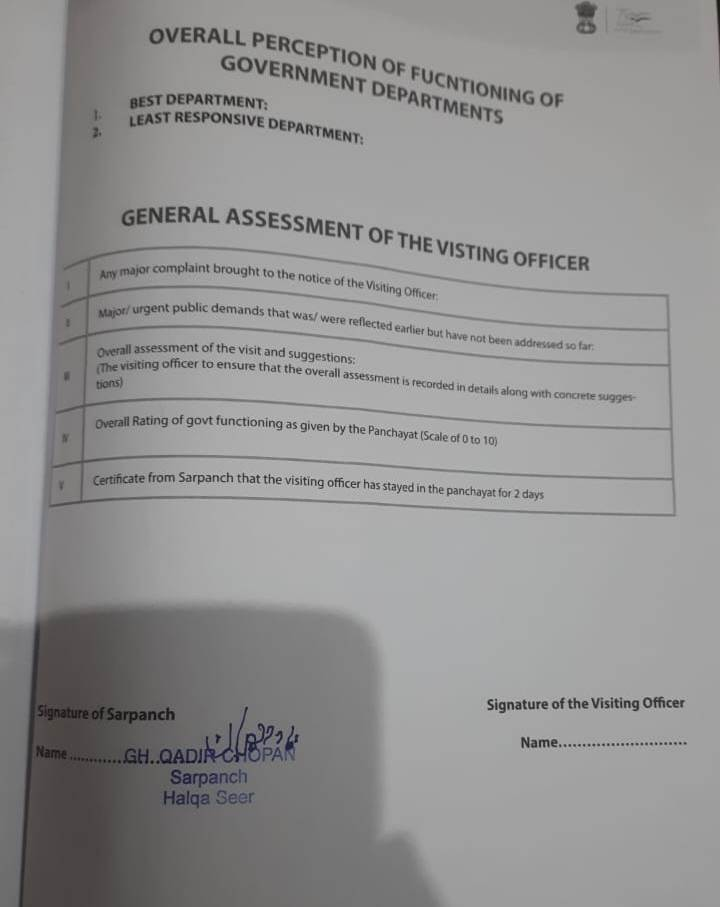 OVERALL PERCEPTION OF FUCNTIONING OF
GOVERNMENT DEPARTMENTS
1. BEST DEPARTMENT:
2. LEAST RESPONSIVE DEPARTMENT:
GENERAL ASSESSMENT OF THE VISTING OFFICER
I Any major complaint brought to the notice of the Visiting Officer:
II Major/ urgent public demands that was/ were reflected earlier but have not been addressed so far:
III Overall assessment of the visit and suggestions:
(The visiting officer to ensure that the overall assessment is recorded in details along with concrete sugges-
tions)
IV Overall Rating of govt functioning as given by the Panchayat (Scale of 0 to 10)
V Certificate from Sarpanch that the visiting officer has stayed in the panchayat for 2 days
Signature of Sarpanch
Name ............GH. QADIR CHOPAN
Sarpanch
Halqa Seer
Signature of the Visiting Officer
Name...........................